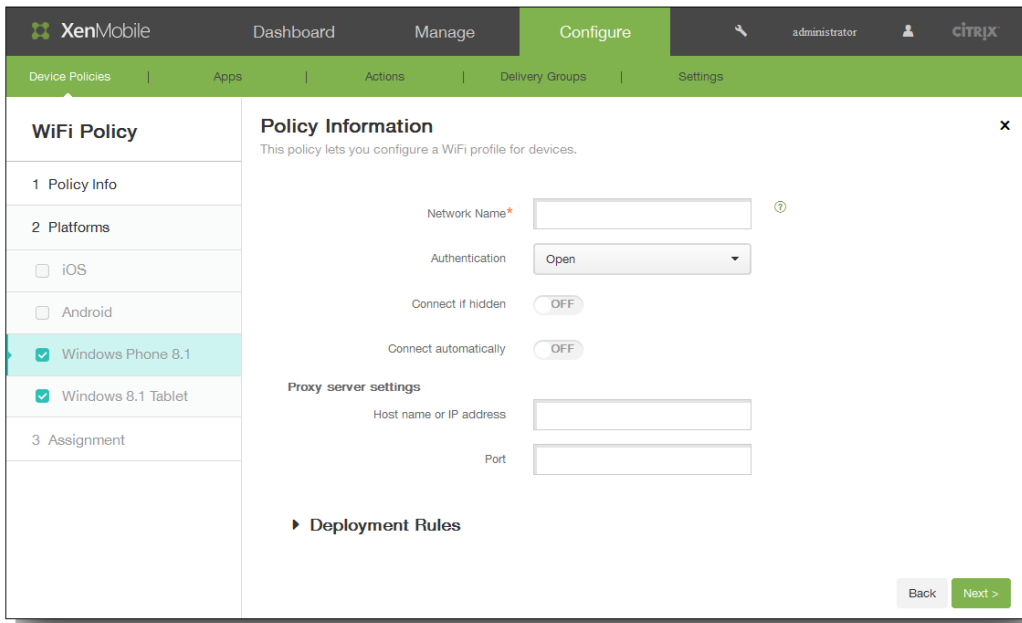 XenMobile Dashboard Manage Configure administrator CİTRIX
Device Policies | Apps | Actions | Delivery Groups | Settings
WiFi Policy
1 Policy Info
2 Platforms
iOS
Android
Windows Phone 8.1
Windows 8.1 Tablet
3 Assignment
Policy Information
This policy lets you configure a WiFi profile for devices.
x
Network Name* ?
Authentication Open
Connect if hidden OFF
Connect automatically OFF
Proxy server settings
Host name or IP address
Port
Deployment Rules
Back Next >